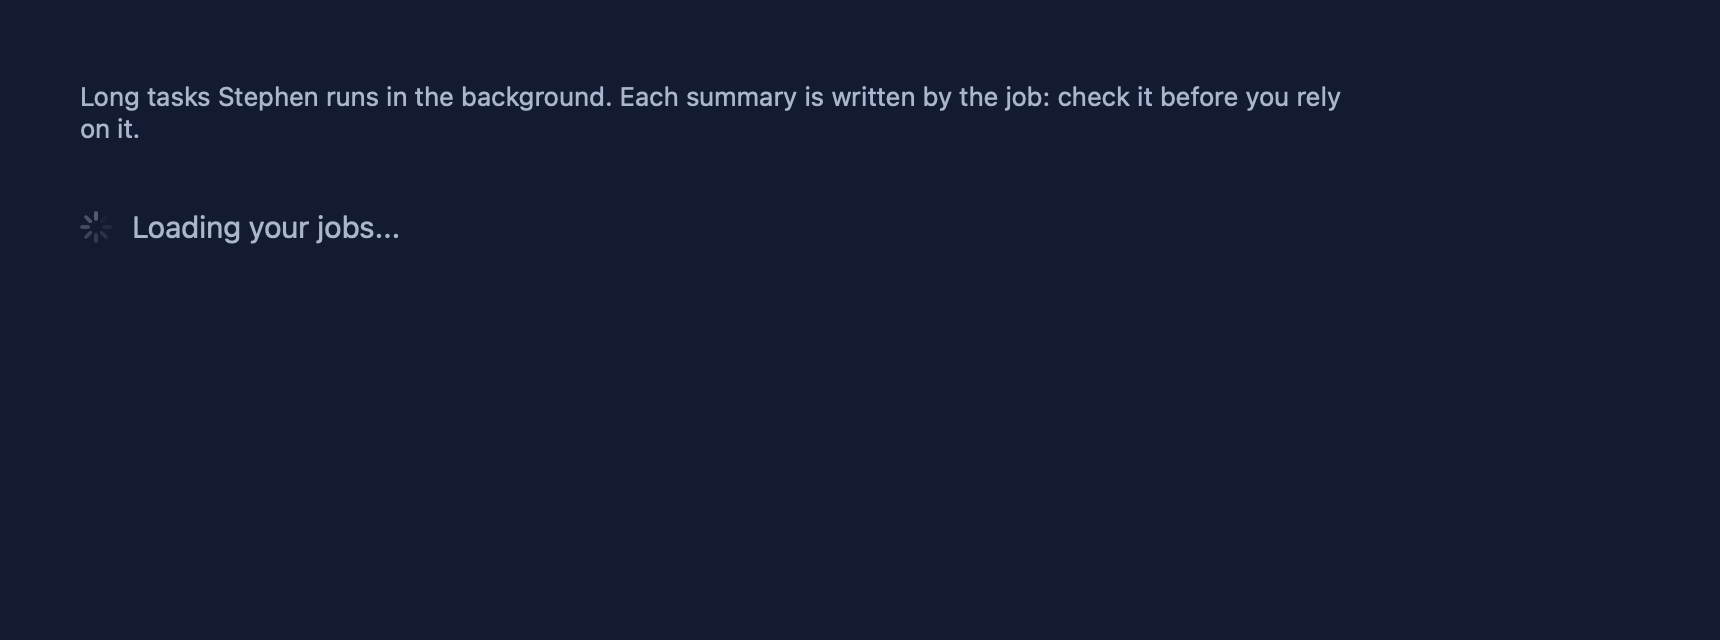 Long tasks Stephen runs in the background. Each summary is written by the job: check it before you rely
on it.
Loading your jobs...